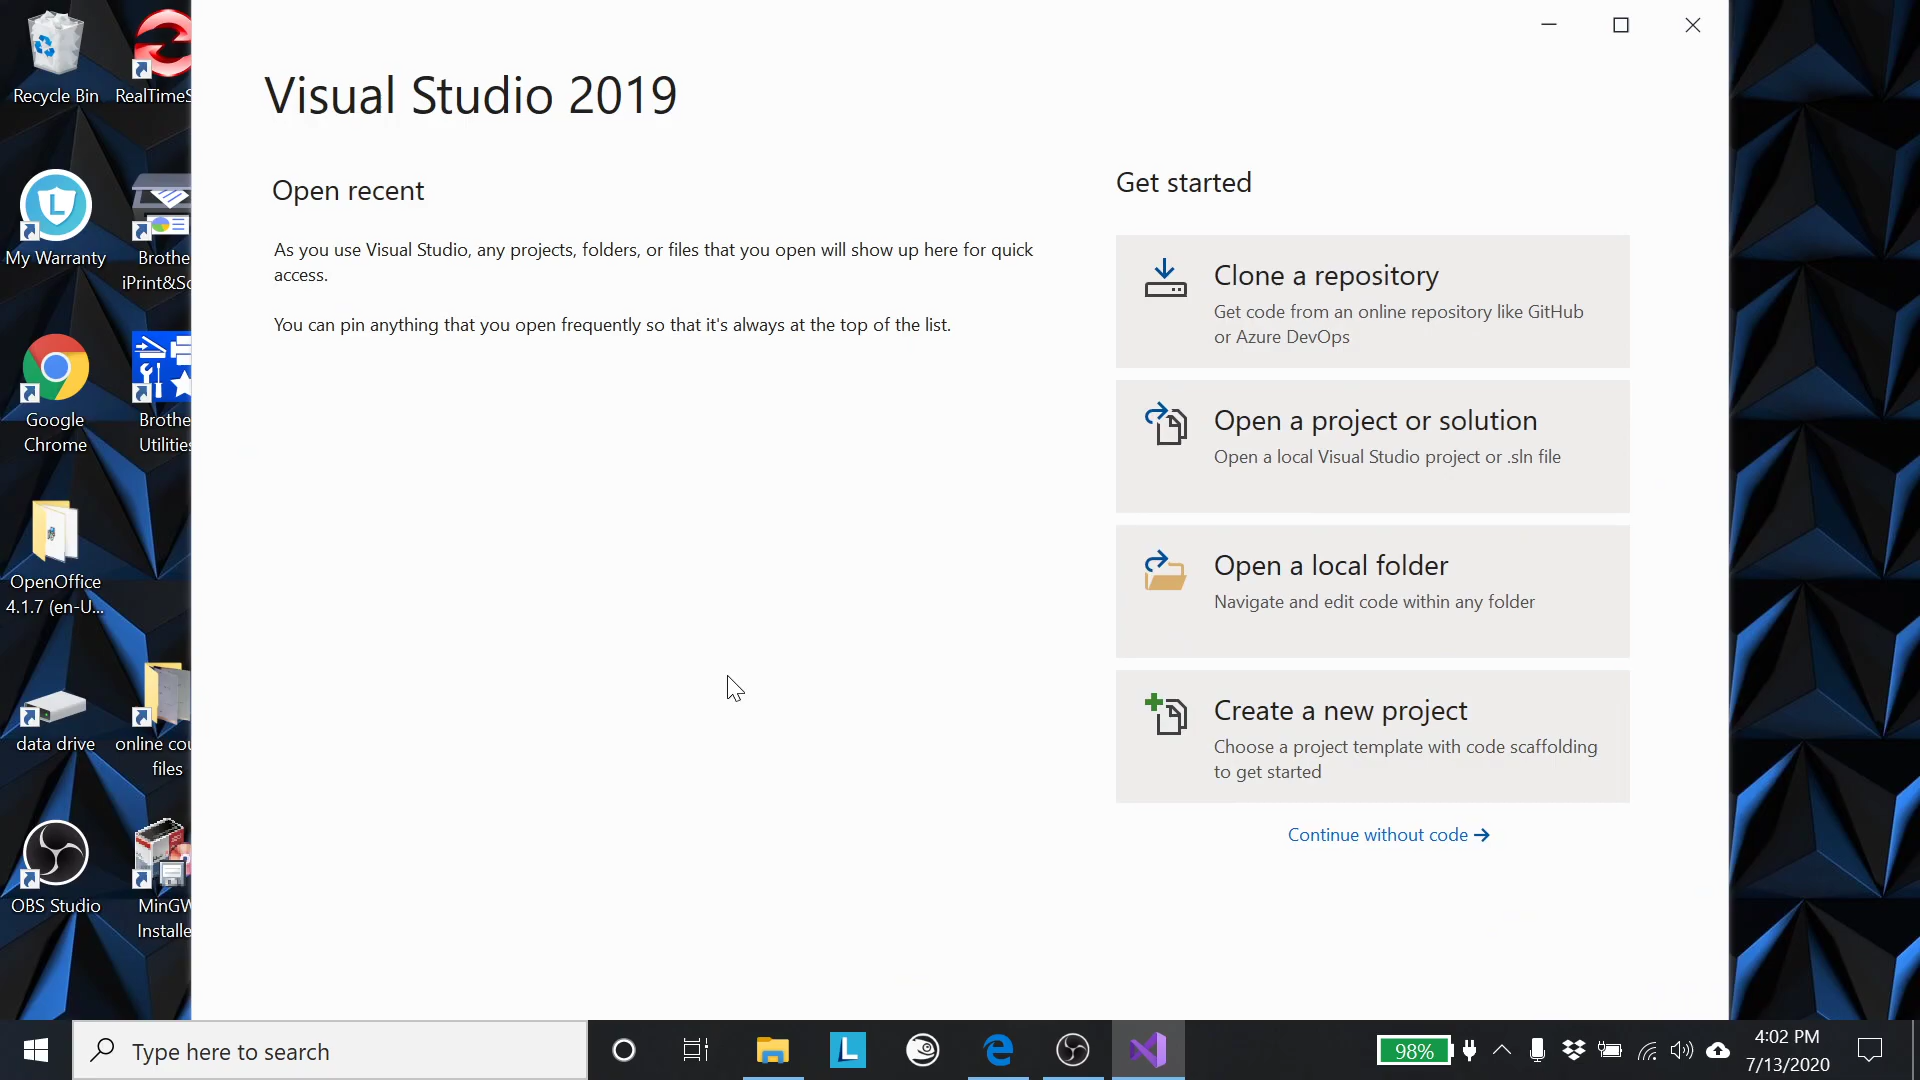 Recycle Bin
RealTimeS
My Warranty
Brothe
iPrint&Sc
Google
Chrome
Brothe
Utilities
OpenOffice
4.1.7 (en-U...
data drive
online cou
files
OBS Studio
MinGW
Installe
Visual Studio 2019
Open recent
As you use Visual Studio, any projects, folders, or files that you open will show up here for quick
access.
You can pin anything that you open frequently so that it's always at the top of the list.
Get started
Clone a repository
Get code from an online repository like GitHub
or Azure DevOps
Open a project or solution
Open a local Visual Studio project or .sln file
Open a local folder
Navigate and edit code within any folder
Create a new project
Choose a project template with code scaffolding
to get started
Continue without code →
Type here to search
98%
4:02 PM
7/13/2020